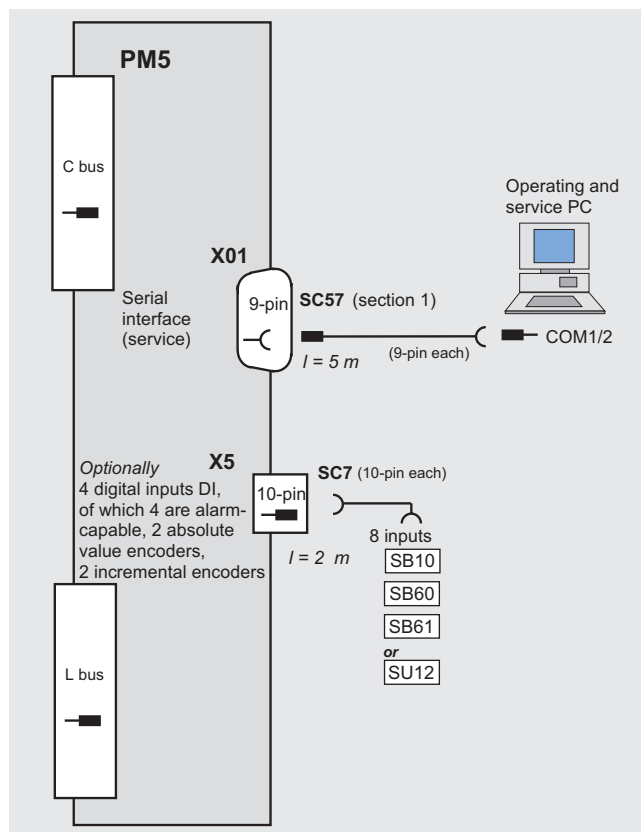 PM5
C bus
Operating and
service PC
X01
Serial
interface
(service)
9-pin
SC57 (section 1)
l = 5 m
(9-pin each)
COM1/2
Optionally
4 digital inputs DI,
of which 4 are alarm-
capable, 2 absolute
value encoders,
2 incremental encoders
X5
10-pin
l = 2 m
SC7 (10-pin each)
8 inputs
SB10
SB60
SB61
or
SU12
L bus